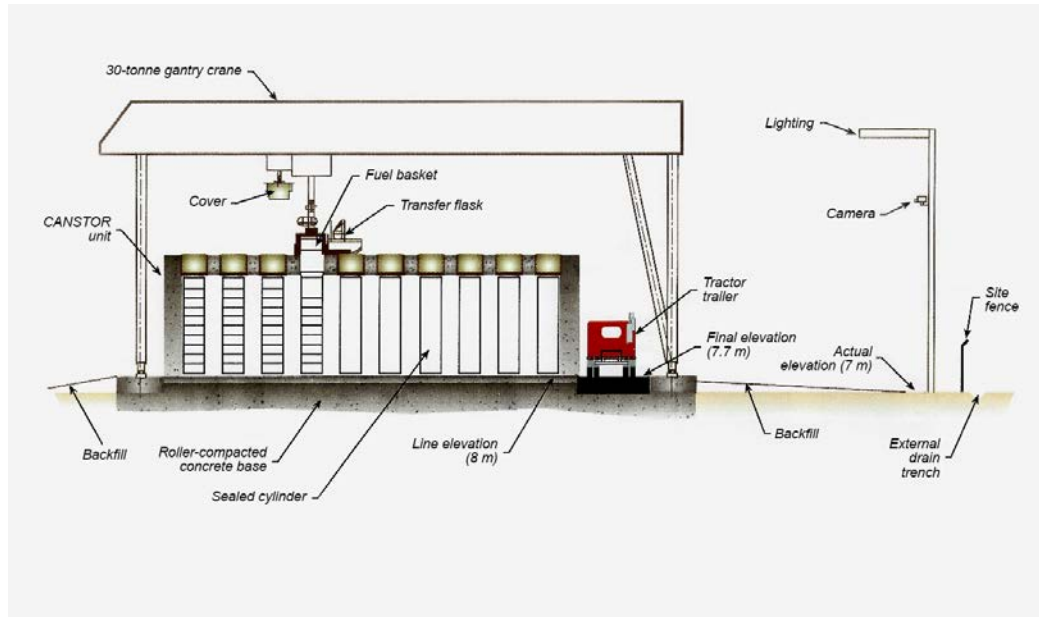 30-tonne gantry crane
Lighting
Fuel basket
Cover
Transfer flask
CANSTOR
unit
Camera
Tractor
trailer
Site
fence
Final elevation
(7.7 m)
Actual
elevation (7 m)
Backfill
Roller-compacted
concrete base
Line elevation
(8 m)
Backfill
External
drain
trench
Sealed cylinder